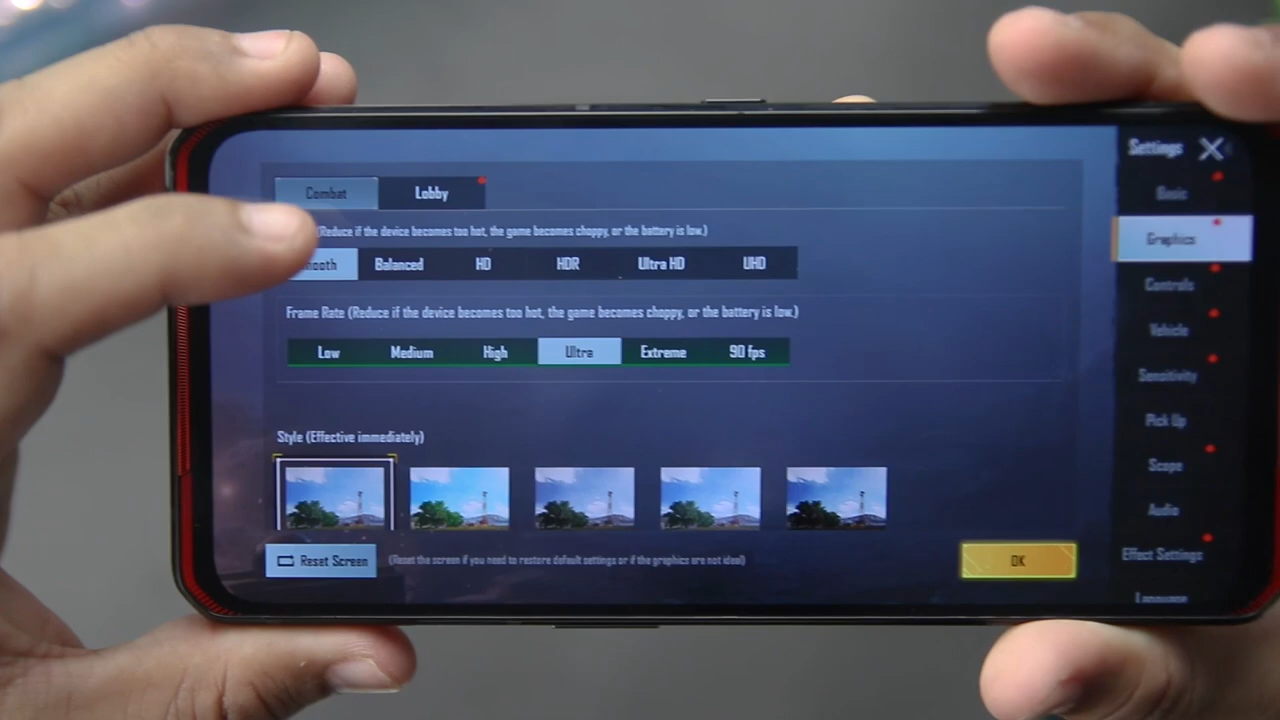 Settings
Combat Lobby
Basic
(Reduce if the device becomes too hot, the game becomes choppy, or the battery is low.)
Graphics
mooth Balanced HD HDR Ultra HD UHD
Controls
Frame Rate (Reduce if the device becomes too hot, the game becomes choppy, or the battery is low.)
Vehicle
Low Medium High Ultra Extreme 90 fps
Sensitivity
Pick Up
Style (Effective immediately)
Scope
Audio
Reset Screen (Reset the screen if you need to restore default settings or if the graphics are not ideal) OK
Effect Settings
Language